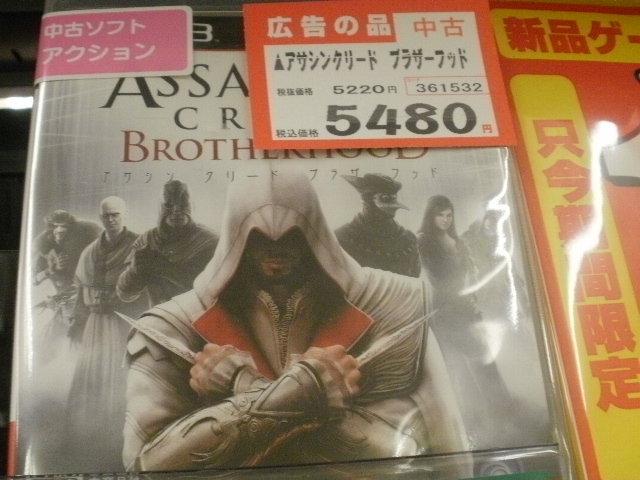 中古ソフト
アクション
広告の品 中古
▲アサシンクリード ブラザーフッド
税抜価格 5220円 361532
税込価格 5480円
新品ゲー
只今期間限定
ASSA
CR
BROTHERHOOD
アサシン クリード ブラザーフッド